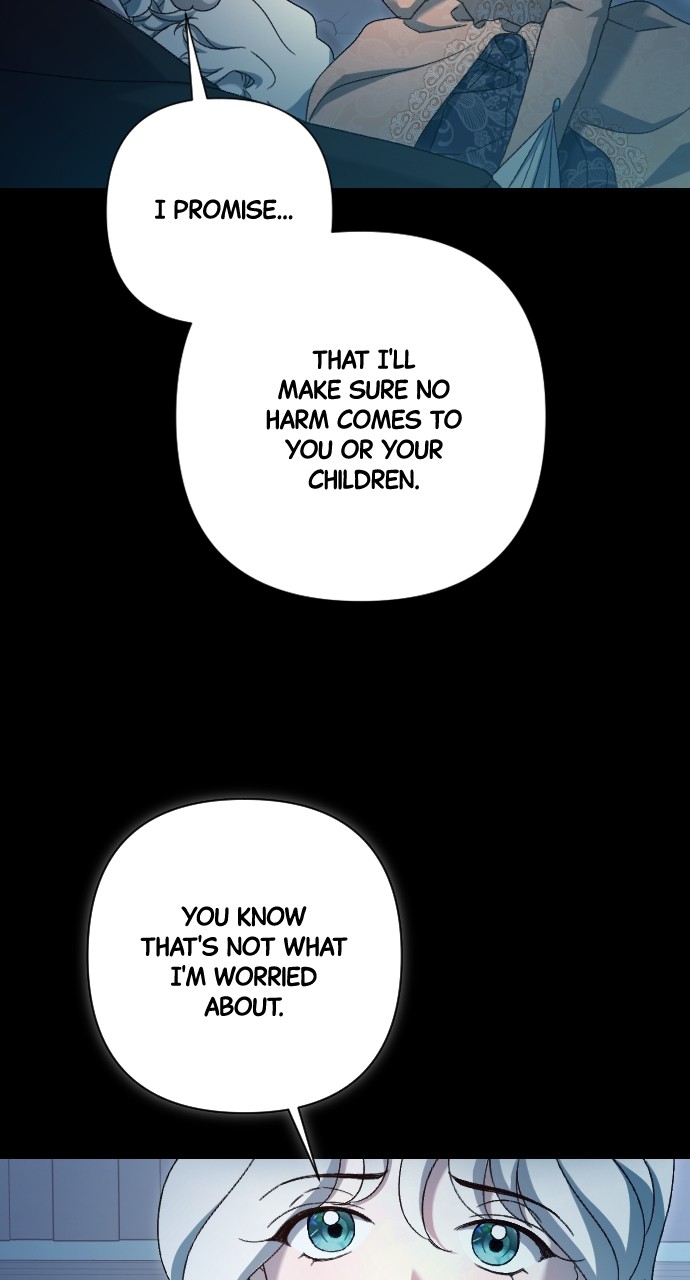 I PROMISE...
THAT I'LL
MAKE SURE NO
HARM COMES TO
YOU OR YOUR
CHILDREN.
YOU KNOW
THAT'S NOT WHAT
I'M WORRIED
ABOUT.